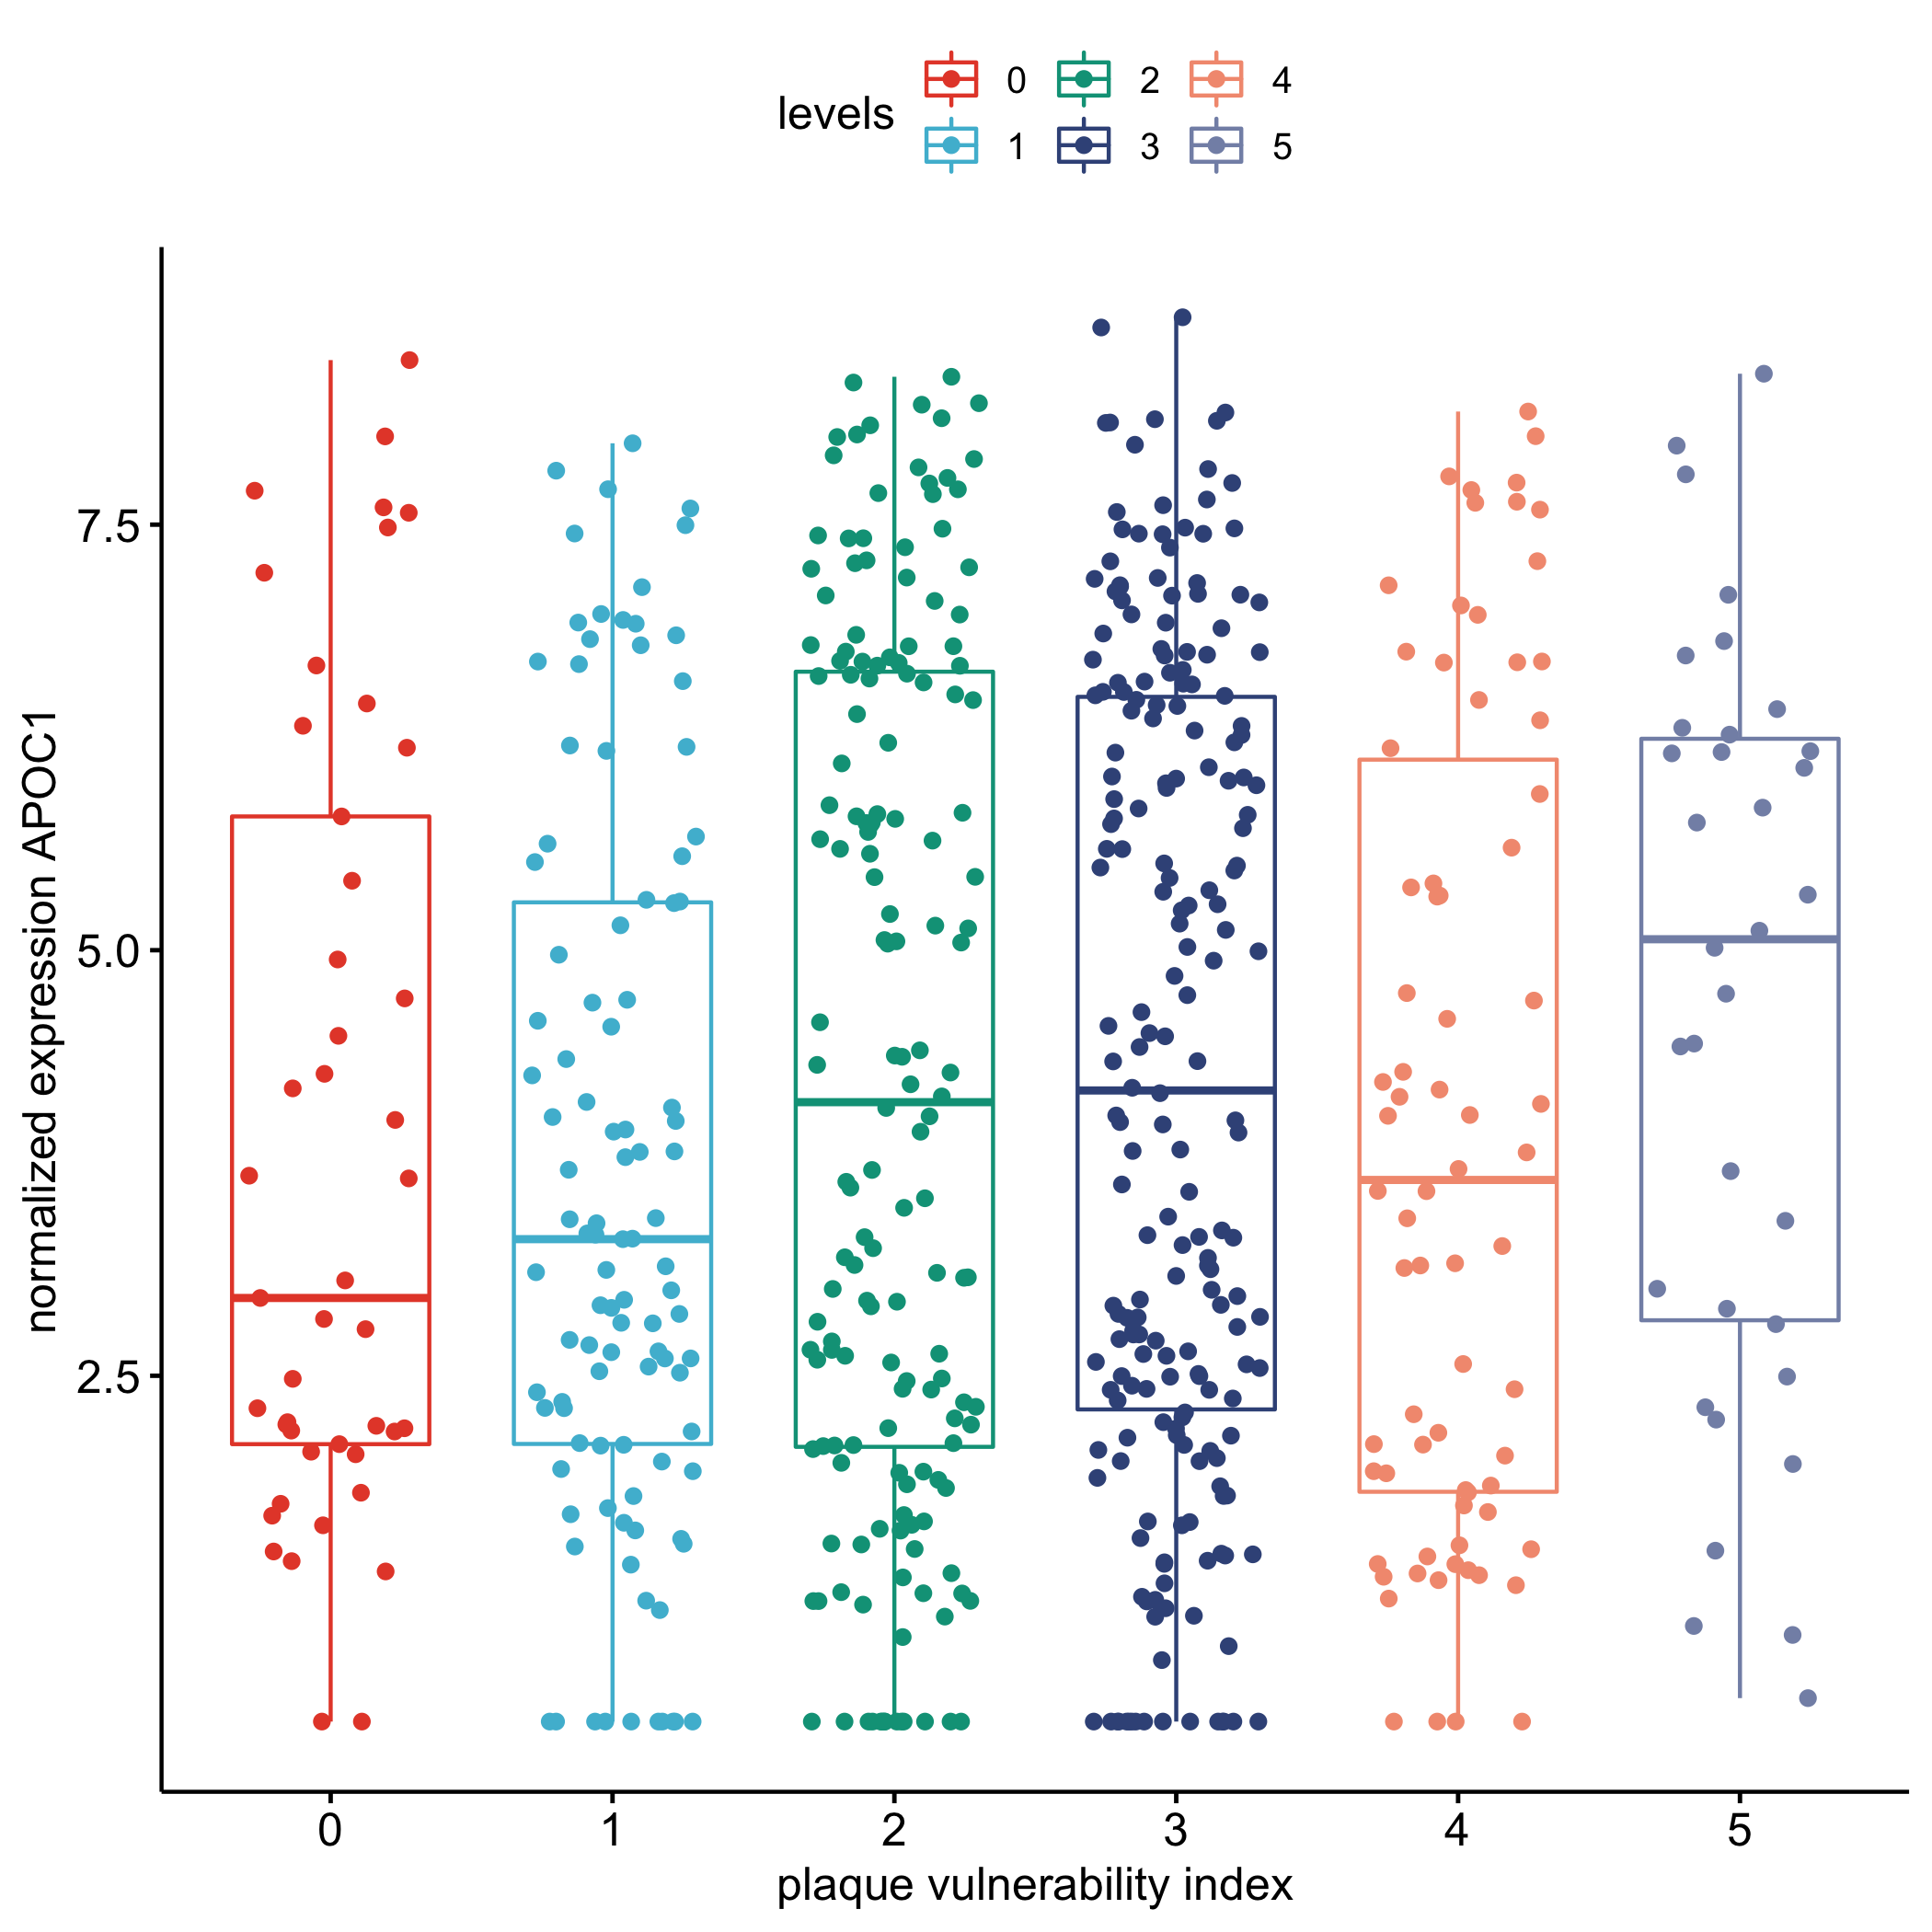 levels
0 2 4
1 3 5
normalized expression APOC1
7.5
5.0
2.5
0 1 2 3 4 5
plaque vulnerability index